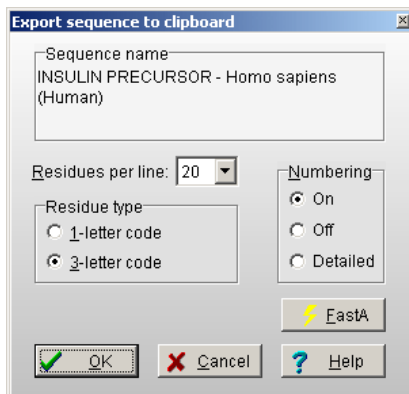 Export sequence to clipboard
Sequence name
INSULIN PRECURSOR - Homo sapiens
(Human)
Residues per line: 20
Numbering
On
Off
Detailed
Residue type
1-letter code
3-letter code
FastA
OK
Cancel
Help